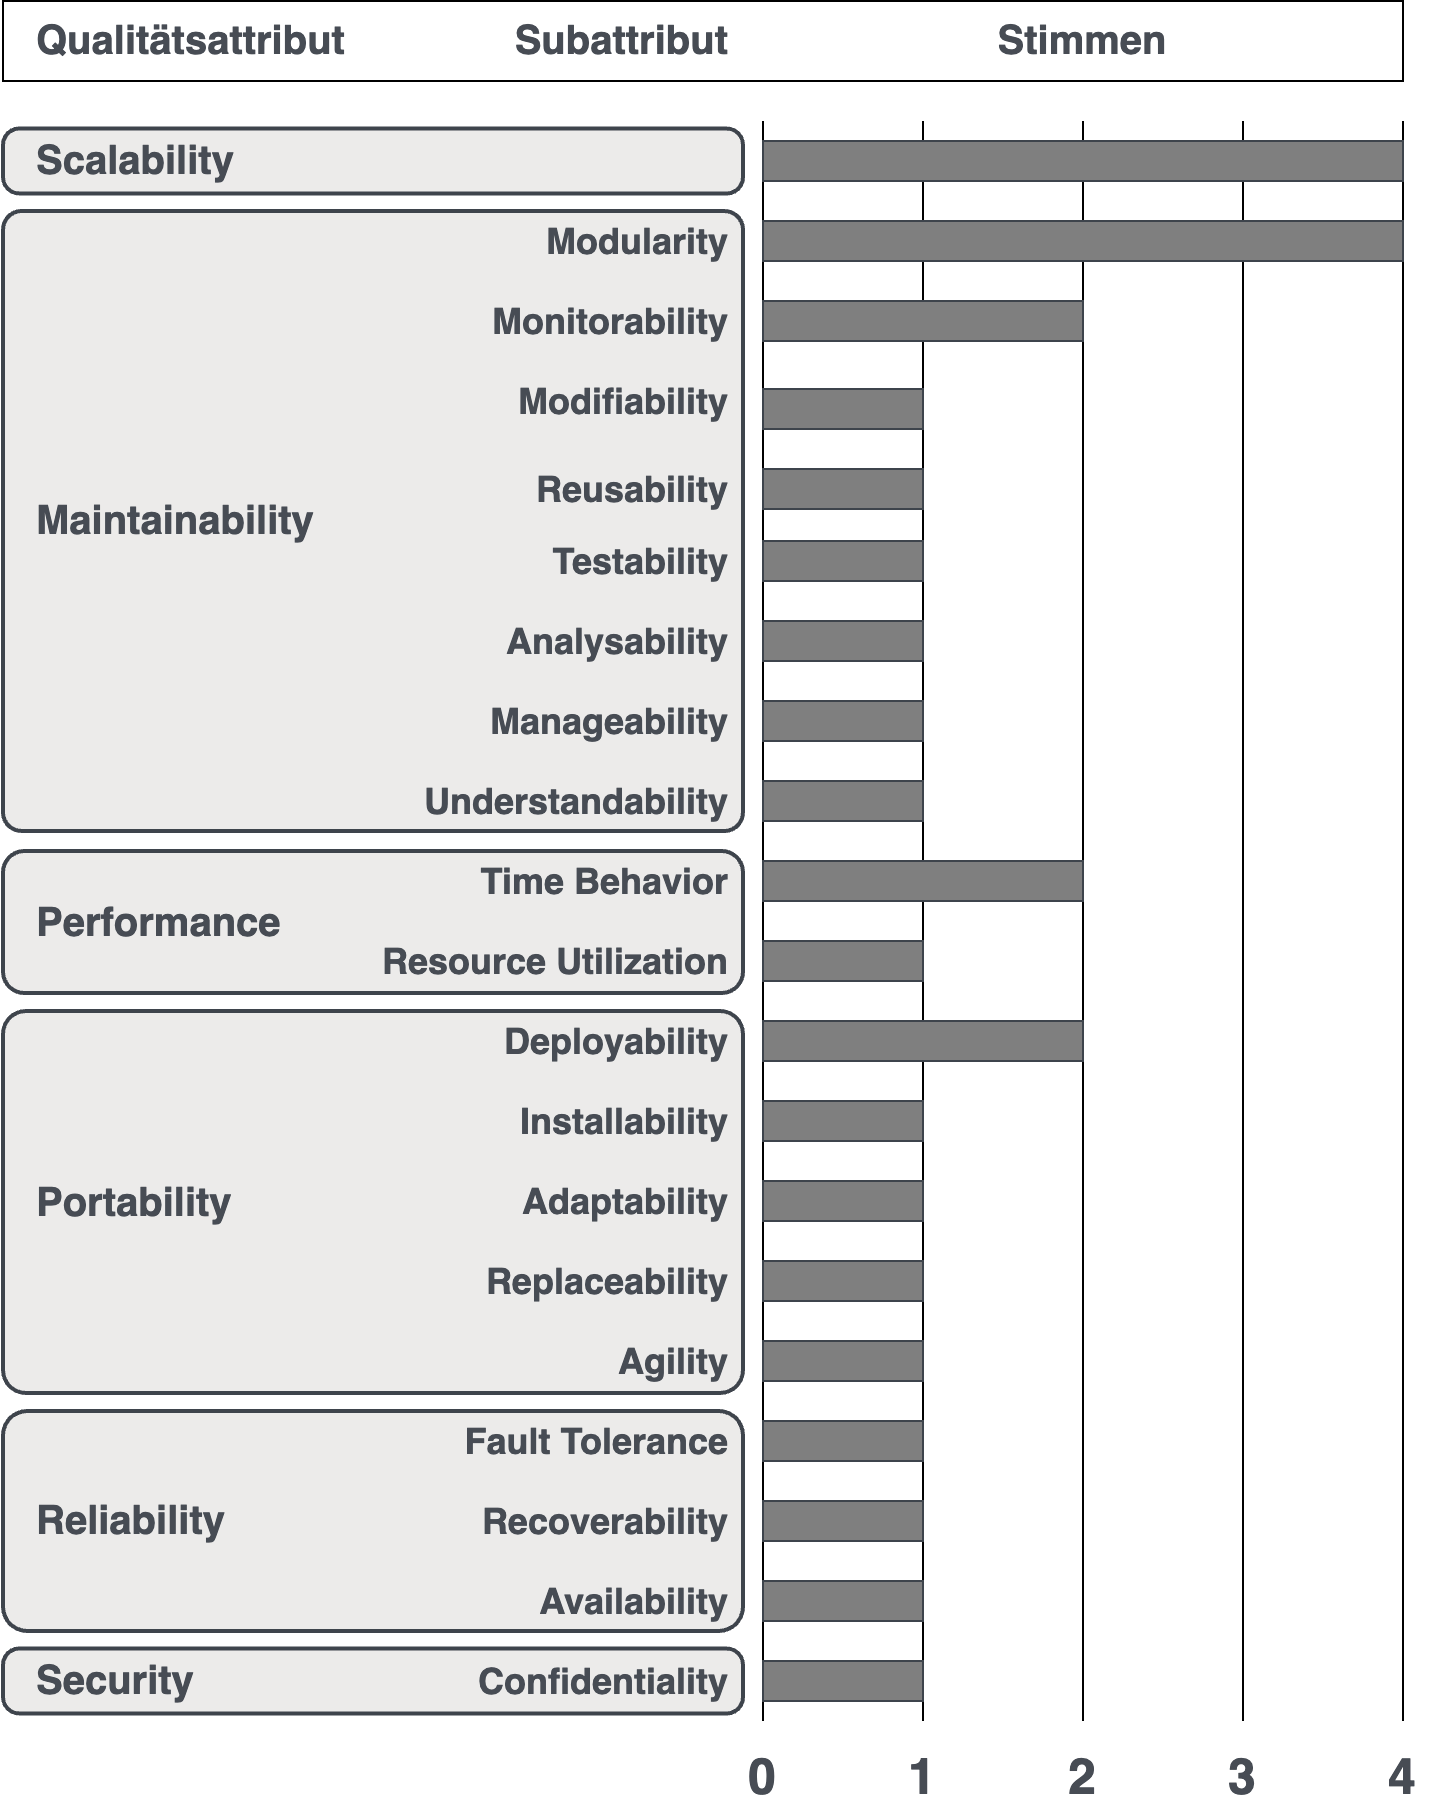 Qualitätsattribut Subattribut Stimmen
Scalability
Modularity
Monitorability
Modifiability
Reusability
Maintainability
Testability
Analysability
Manageability
Understandability
Time Behavior
Performance
Resource Utilization
Deployability
Installability
Portability Adaptability
Replaceability
Agility
Fault Tolerance
Reliability Recoverability
Availability
Security Confidentiality
0 1 2 3 4